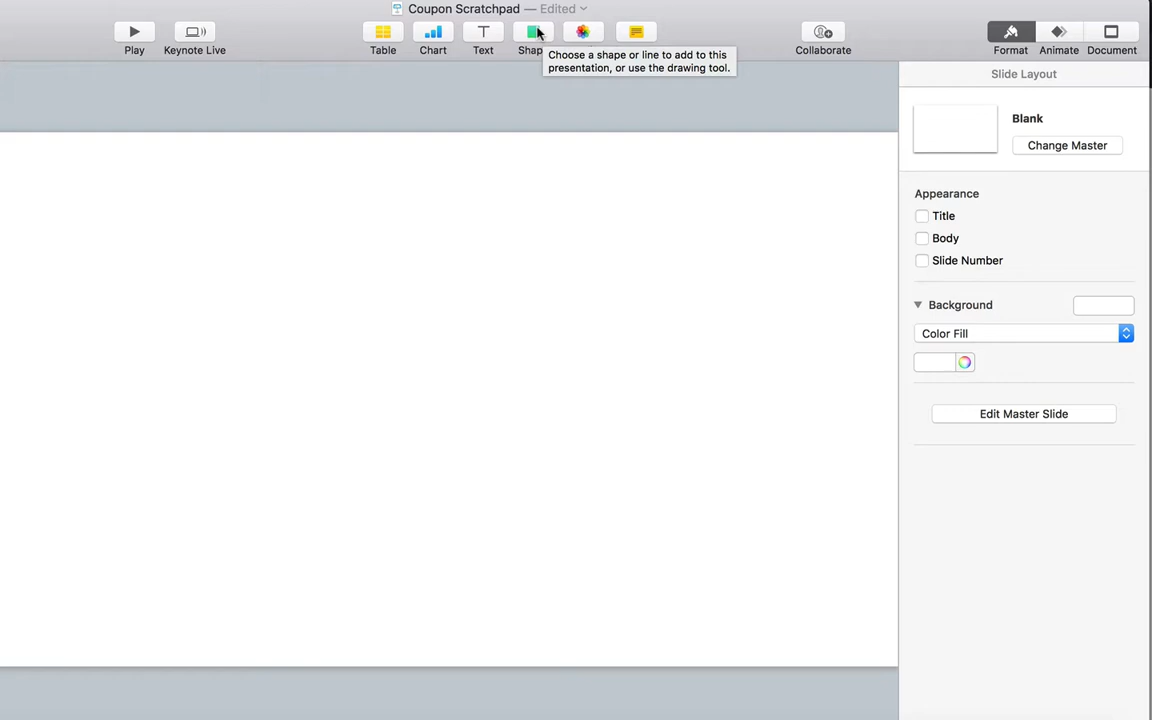 Coupon Scratchpad — Edited
Play
Keynote Live
Table
Chart
Text
Collaborate
Format
Animate
Document
Choose a shape or line to add to this
presentation, or use the drawing tool.
Slide Layout
Blank
Change Master
Appearance
Title
Body
Slide Number
Background
Color Fill
Edit Master Slide